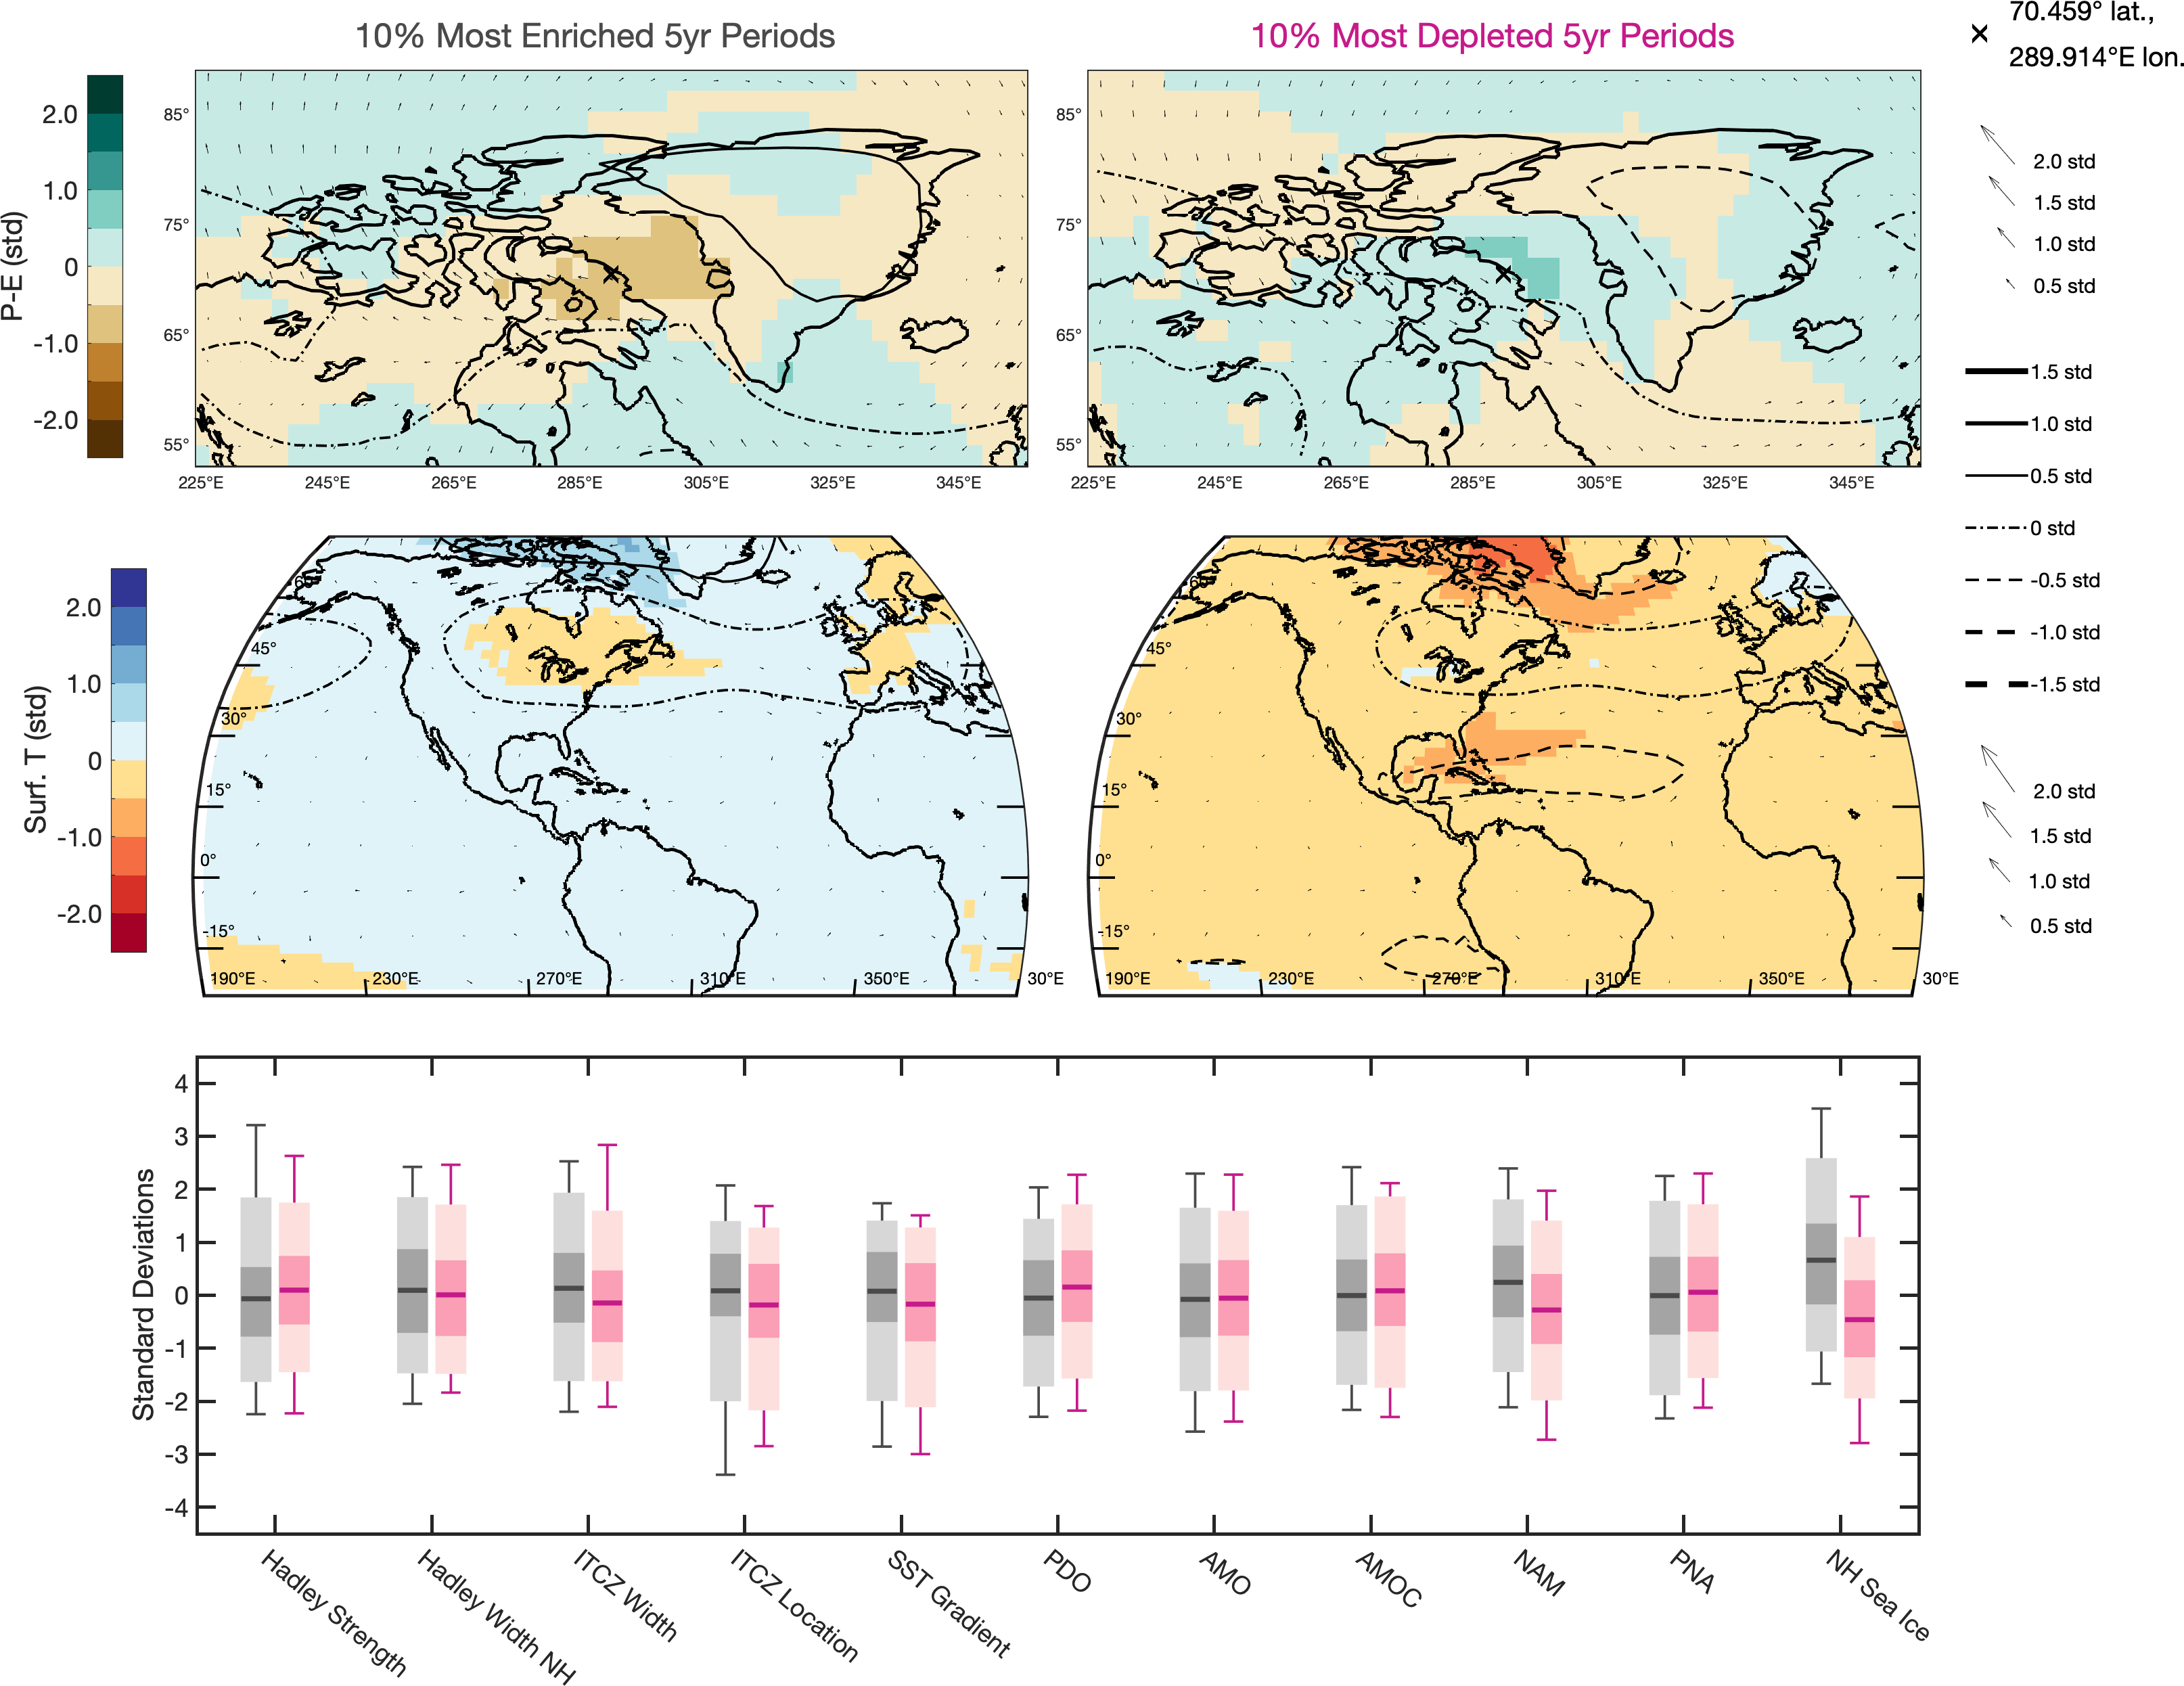 10% Most Enriched 5yr Periods
10% Most Depleted 5yr Periods
70.459° lat.,
289.914°E lon.
P-E (std)
2.0
1.0
0
-1.0
-2.0
85°
75°
65°
55°
225°E 245°E 265°E 285°E 305°E 325°E 345°E
85°
75°
65°
55°
225°E 245°E 265°E 285°E 305°E 325°E 345°E
2.0 std
1.5 std
1.0 std
0.5 std
1.5 std
1.0 std
0.5 std
0 std
-0.5 std
-1.0 std
-1.5 std
Surf. T (std)
2.0
1.0
0
-1.0
-2.0
60°
45°
30°
15°
0°
-15°
190°E 230°E 270°E 310°E 350°E 30°E
60°
45°
30°
15°
0°
-15°
190°E 230°E 270°E 310°E 350°E 30°E
2.0 std
1.5 std
1.0 std
0.5 std
Standard Deviations
4
3
2
1
0
-1
-2
-3
-4
Hadley Strength
Hadley Width NH
ITCZ Width
ITCZ Location
SST Gradient
PDO
AMO
AMOC
NAM
PNA
NH Sea Ice